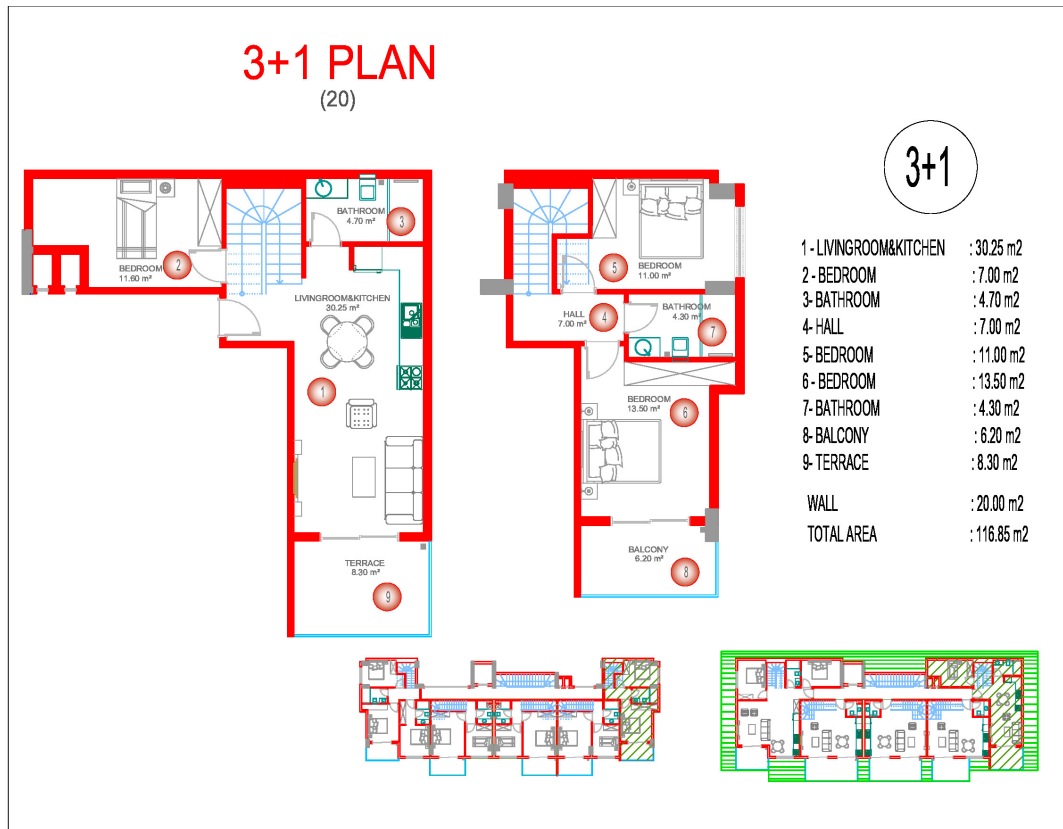 3+1 PLAN
(20)
BATHROOM
4.70 m²
3
BEDROOM
11.60 m²
2
LIVINGROOM&KITCHEN
30.25 m²
1
TERRACE
8.30 m²
9
BEDROOM
11.00 m²
5
HALL
7.00 m²
4
BATHROOM
4.30 m²
7
BEDROOM
13.50 m²
6
BALCONY
6.20 m²
8
3+1
1 - LIVINGROOM&KITCHEN : 30.25 m2
2 - BEDROOM : 7.00 m2
3- BATHROOM : 4.70 m2
4- HALL : 7.00 m2
5- BEDROOM : 11.00 m2
6 - BEDROOM : 13.50 m2
7- BATHROOM : 4.30 m2
8- BALCONY : 6.20 m2
9- TERRACE : 8.30 m2
WALL : 20.00 m2
TOTAL AREA : 116.85 m2